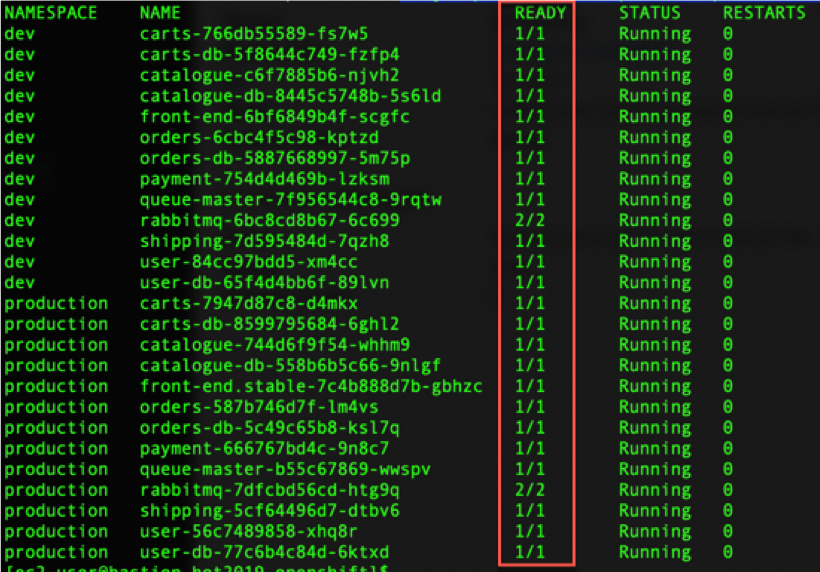 NAMESPACE NAME READY STATUS RESTARTS
dev carts-766db55589-fs7w5 1/1 Running 0
dev carts-db-5f8644c749-fzfp4 1/1 Running 0
dev catalogue-c6f7885b6-njvh2 1/1 Running 0
dev catalogue-db-8445c5748b-5s6ld 1/1 Running 0
dev front-end-6bf6849b4f-scgfc 1/1 Running 0
dev orders-6cbc4f5c98-kptzd 1/1 Running 0
dev orders-db-5887668997-5m75p 1/1 Running 0
dev payment-754d4d469b-lzksm 1/1 Running 0
dev queue-master-7f956544c8-9rqtw 1/1 Running 0
dev rabbitmq-6bc8cd8b67-6c699 2/2 Running 0
dev shipping-7d595484d-7qzh8 1/1 Running 0
dev user-84cc97bdd5-xm4cc 1/1 Running 0
dev user-db-65f4d4bb6f-89lvn 1/1 Running 0
production carts-7947d87c8-d4mkx 1/1 Running 0
production carts-db-8599795684-6ghl2 1/1 Running 0
production catalogue-744d6f9f54-whhm9 1/1 Running 0
production catalogue-db-558b6b5c66-9nlgf 1/1 Running 0
production front-end.stable-7c4b888d7b-gbhzc 1/1 Running 0
production orders-587b746d7f-lm4vs 1/1 Running 0
production orders-db-5c49c65b8-ksl7q 1/1 Running 0
production payment-666767bd4c-9n8c7 1/1 Running 0
production queue-master-b55c67869-wwspv 1/1 Running 0
production rabbitmq-7dfcbd56cd-htg9q 2/2 Running 0
production shipping-5cf64496d7-dtbv6 1/1 Running 0
production user-56c7489858-xhq8r 1/1 Running 0
production user-db-77c6b4c84d-6ktxd 1/1 Running 0